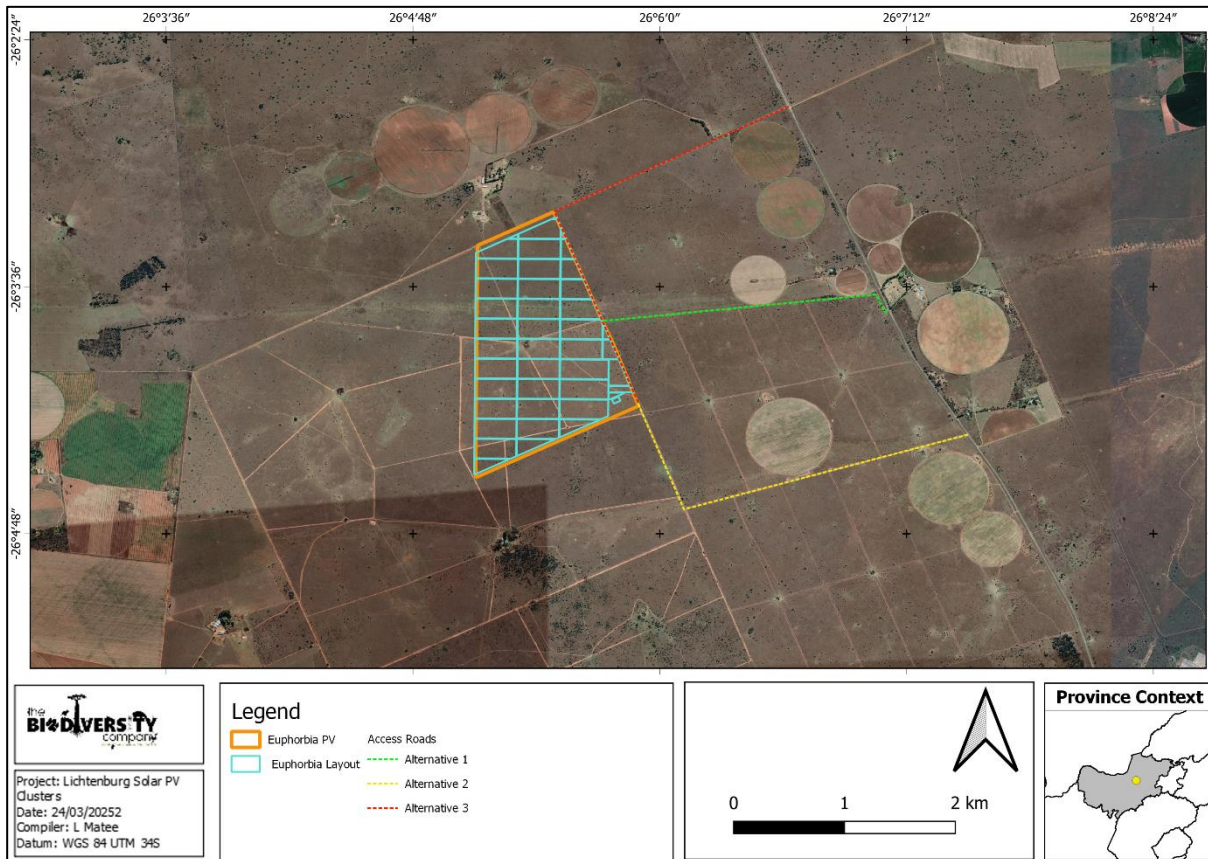 26°3'36″ 26°4'48″ 26°6'0″ 26°7'12″ 26°8'24″
-26°2'24″
-26°3'36″
-26°4'48″
the
BIODIVERSITY
company
Project: Lichtenburg Solar PV
Clusters
Date: 24/03/20252
Compiler: L Matee
Datum: WGS 84 UTM 34S
Legend
Euphorbia PV
Euphorbia Layout
Access Roads
Alternative 1
Alternative 2
Alternative 3
0 1 2 km
Province Context